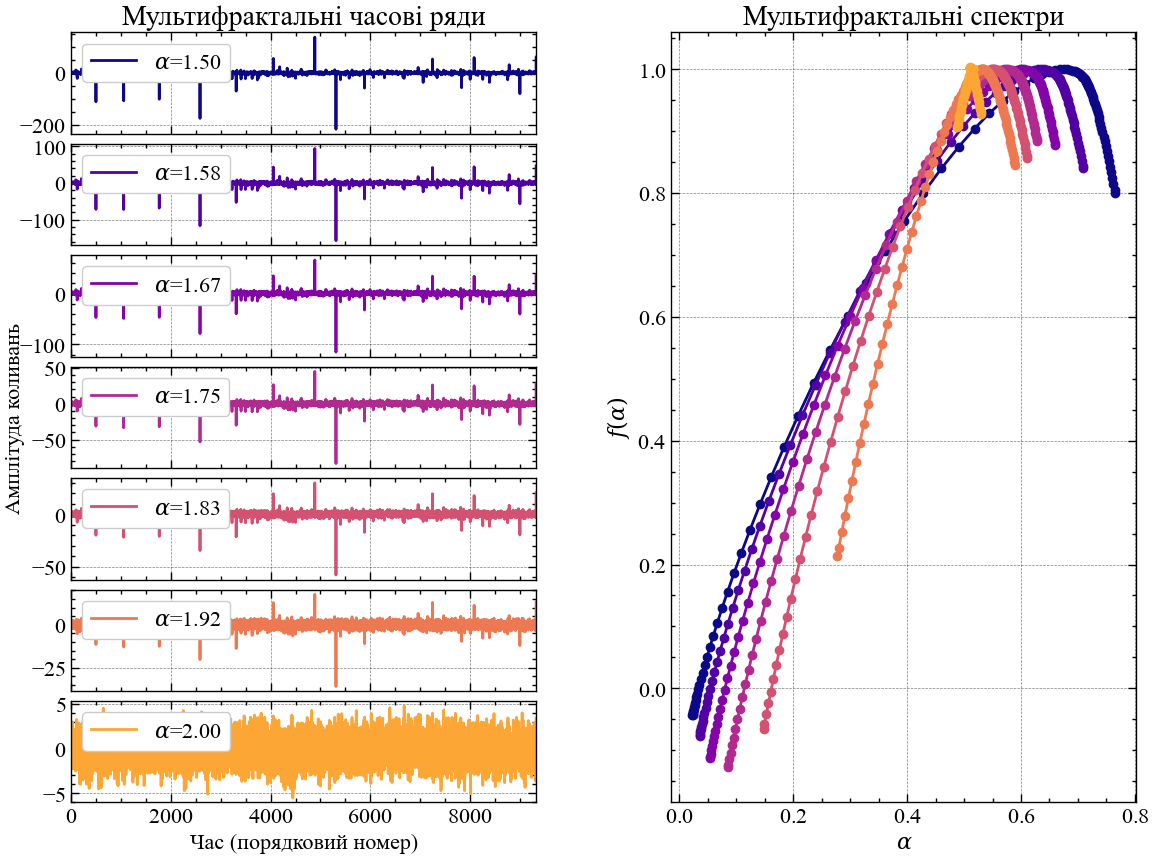 Мультифрактальні часові ряди
Амплітуда коливань
0
−200
α=1.50
100
0
−100
α=1.58
0
−100
α=1.67
50
0
−50
α=1.75
0
−50
α=1.83
0
−25
α=1.92
5
0
−5
α=2.00
0 2000 4000 6000 8000
Час (порядковий номер)
Мультифрактальні спектри
f(α)
1.0
0.8
0.6
0.4
0.2
0.0
0.0 0.2 0.4 0.6 0.8
α